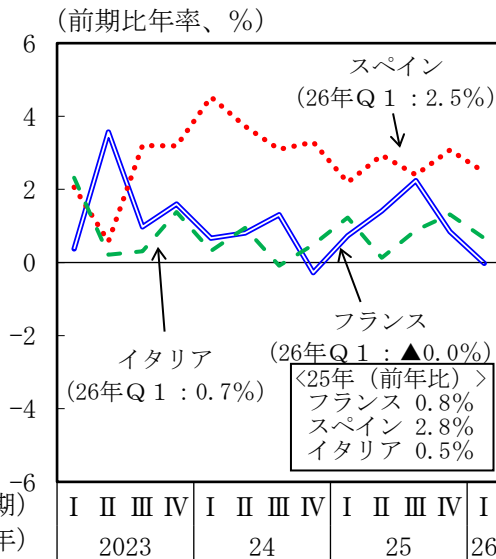 (前期比年率、%)
6
4
2
0
−2
−4
−6
スペイン
(26年Q1:2.5%)
フランス
(26年Q1:▲0.0%)
イタリア
(26年Q1:0.7%)
<25年(前年比)>
フランス 0.8%
スペイン 2.8%
イタリア 0.5%
期) Ⅰ Ⅱ Ⅲ Ⅳ Ⅰ Ⅱ Ⅲ Ⅳ Ⅰ Ⅱ Ⅲ Ⅳ Ⅰ
年) 2023 24 25 26